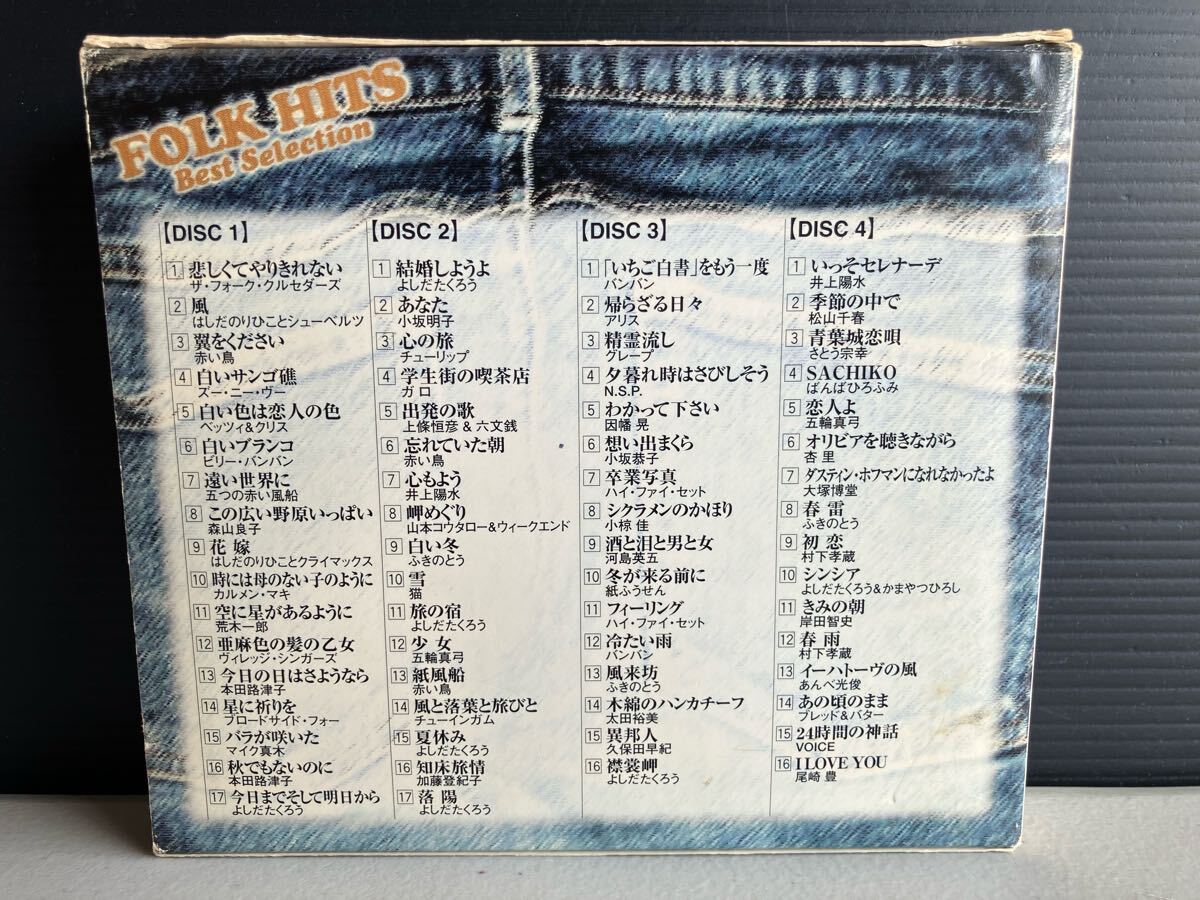 FOLK HITS
Best Selection
【DISC 1】
1 悲しくてやりきれない
ザ・フォーク・クルセダーズ
2 風
はしだのりひことシューベルツ
3 翼をください
赤い鳥
4 白いサンゴ礁
ズー・ニー・ヴー
5 白い色は恋人の色
ベッツィ&クリス
6 白いブランコ
ビリー・バンバン
7 遠い世界に
五つの赤い風船
8 この広い野原いっぱい
森山良子
9 花嫁
はしだのりひことクライマックス
10 時には母のない子のように
カルメン・マキ
11 空に星があるように
荒木一郎
12 亜麻色の髪の乙女
ヴィレッジ・シンガーズ
13 今日の日はさようなら
本田路津子
14 星に祈りを
ブロードサイド・フォー
15 バラが咲いた
マイク真木
16 秋でもないのに
本田路津子
17 今日までそして明日から
よしだたくろう
【DISC 2】
1 結婚しようよ
よしだたくろう
2 あなた
小坂明子
3 心の旅
チューリップ
4 学生街の喫茶店
ガロ
5 出発の歌
上條恒彦 & 六文銭
6 忘れていた朝
赤い鳥
7 心もよう
井上陽水
8 岬めぐり
山本コウタロー&ウィークエンド
9 白い冬
ふきのとう
10 雪
猫
11 旅の宿
よしだたくろう
12 少女
五輪真弓
13 紙風船
赤い鳥
14 風と落葉と旅びと
チューインガム
15 夏休み
よしだたくろう
16 知床旅情
加藤登紀子
17 落陽
よしだたくろう
【DISC 3】
1 「いちご白書」をもう一度
バンバン
2 帰らざる日々
アリス
3 精霊流し
グレープ
4 夕暮れ時はさびしそう
N.S.P.
5 わかって下さい
因幡 晃
6 想い出まくら
小坂恭子
7 卒業写真
ハイ・ファイ・セット
8 シクラメンのかほり
小椋 佳
9 酒と泪と男と女
河島英五
10 冬が来る前に
紙ふうせん
11 フィーリング
ハイ・ファイ・セット
12 冷たい雨
バンバン
13 風来坊
ふきのとう
14 木綿のハンカチーフ
太田裕美
15 異邦人
久保田早紀
16 襟裳岬
よしだたくろう
【DISC 4】
1 いっそセレナーデ
井上陽水
2 季節の中で
松山千春
3 青葉城恋唄
さとう宗幸
4 SACHIKO
ばんばひろふみ
5 恋人よ
五輪真弓
6 オリビアを聴きながら
杏里
7 ダスティン・ホフマンになれなかったよ
大塚博堂
8 春雷
ふきのとう
9 初恋
村下孝蔵
10 シンシア
よしだたくろう&かまやつひろし
11 きみの朝
岸田智史
12 春雨
村下孝蔵
13 イーハトーヴの風
あんべ光俊
14 あの頃のまま
ブレッド&バター
15 24時間の神話
VOICE
16 I LOVE YOU
尾崎 豊